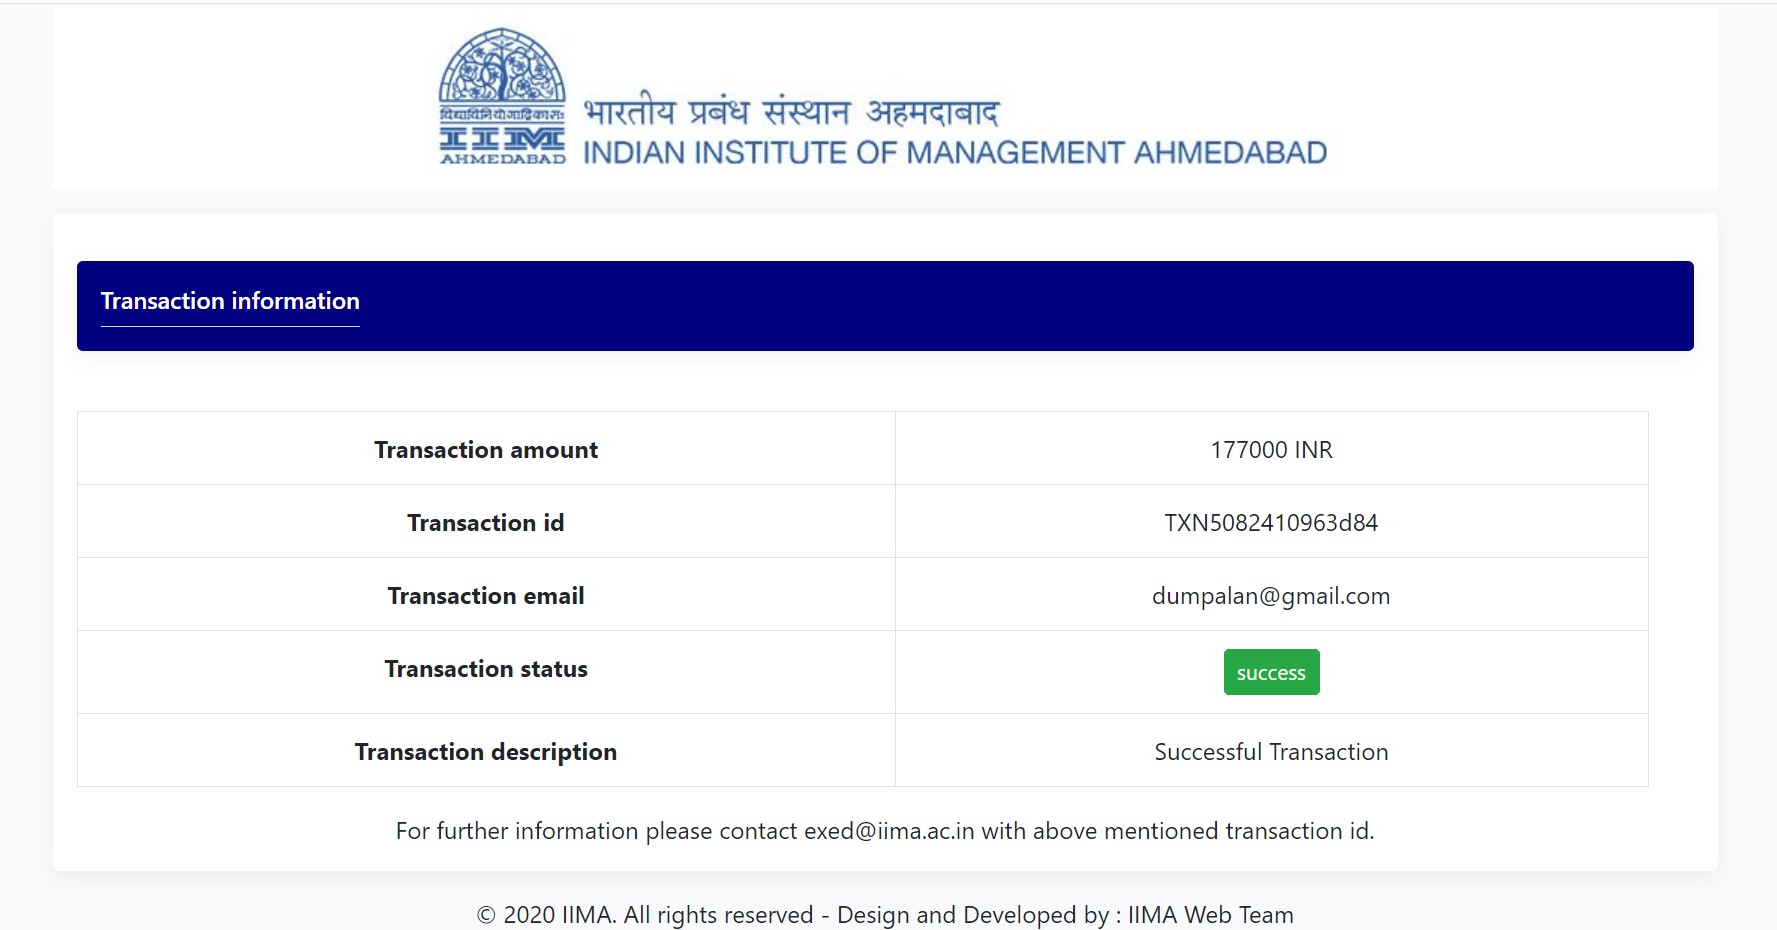 भारतीय प्रबंध संस्थान अहमदाबाद
विद्याविनियोगाद्विकासः
IIM
AHMEDABAD
INDIAN INSTITUTE OF MANAGEMENT AHMEDABAD
Transaction information
Transaction amount 177000 INR
Transaction id TXN5082410963d84
Transaction email dumpalan@gmail.com
Transaction status success
Transaction description Successful Transaction
For further information please contact exed@iima.ac.in with above mentioned transaction id.
© 2020 IIMA. All rights reserved - Design and Developed by : IIMA Web Team